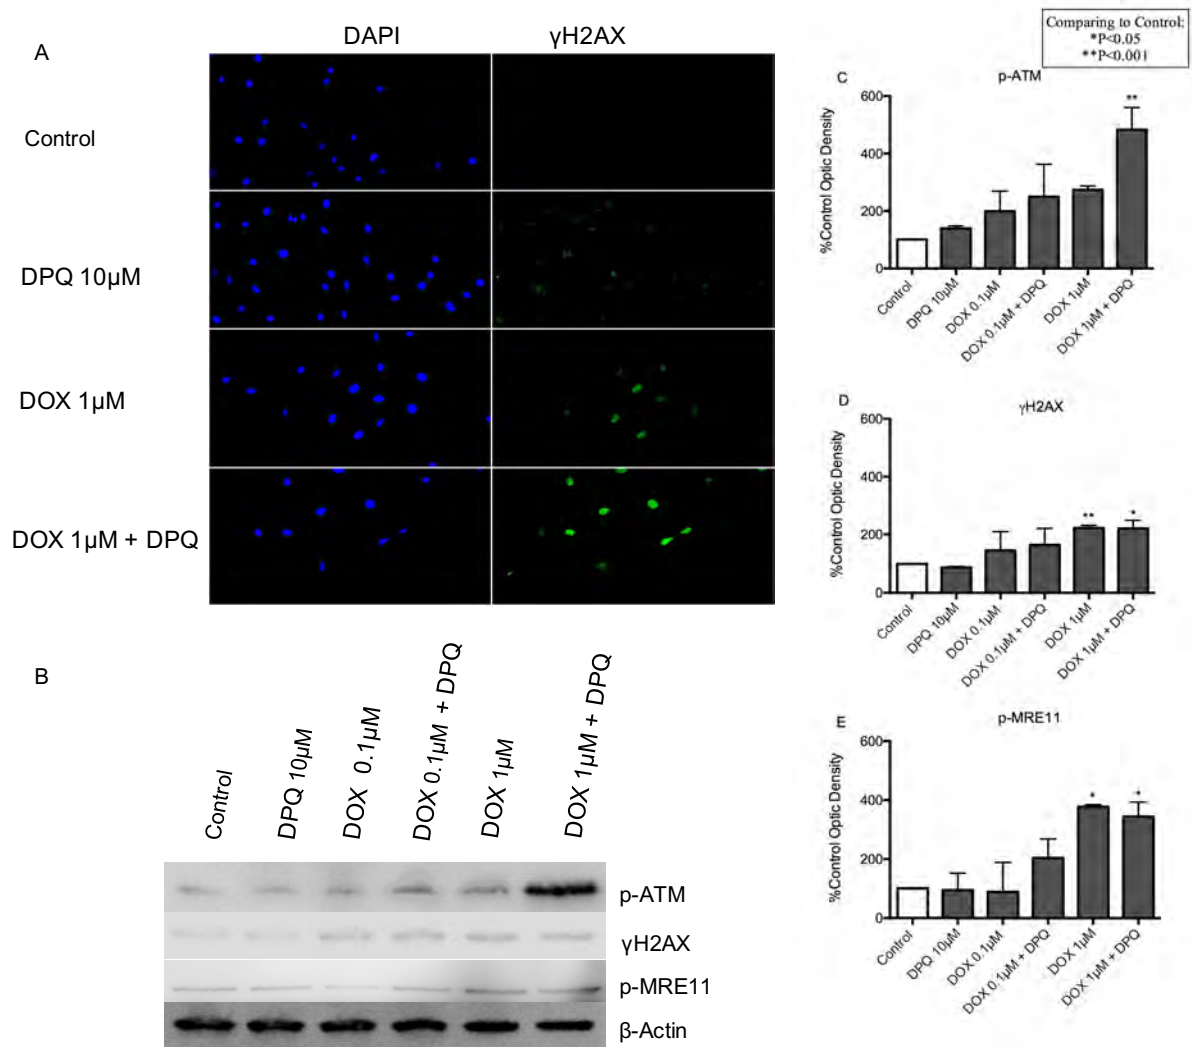 A
DAPI
γH2AX
Control
DPQ 10µM
DOX 1µM
DOX 1µM + DPQ
B
Control
DPQ 10µM
DOX 0.1µM
DOX 0.1µM + DPQ
DOX 1µM
DOX 1µM + DPQ
p-ATM
γH2AX
p-MRE11
β-Actin
Comparing to Control:
*P<0.05
**P<0.001
C
p-ATM
%Control Optic Density
600
400
200
0
**
Control
DPQ 10µM
DOX 0.1µM
DOX 0.1µM + DPQ
DOX 1µM
DOX 1µM + DPQ
D
γH2AX
%Control Optic Density
600
400
200
0
**
*
Control
DPQ 10µM
DOX 0.1µM
DOX 0.1µM + DPQ
DOX 1µM
DOX 1µM + DPQ
E
p-MRE11
%Control Optic Density
600
400
200
0
*
*
Control
DPQ 10µM
DOX 0.1µM
DOX 0.1µM + DPQ
DOX 1µM
DOX 1µM + DPQ